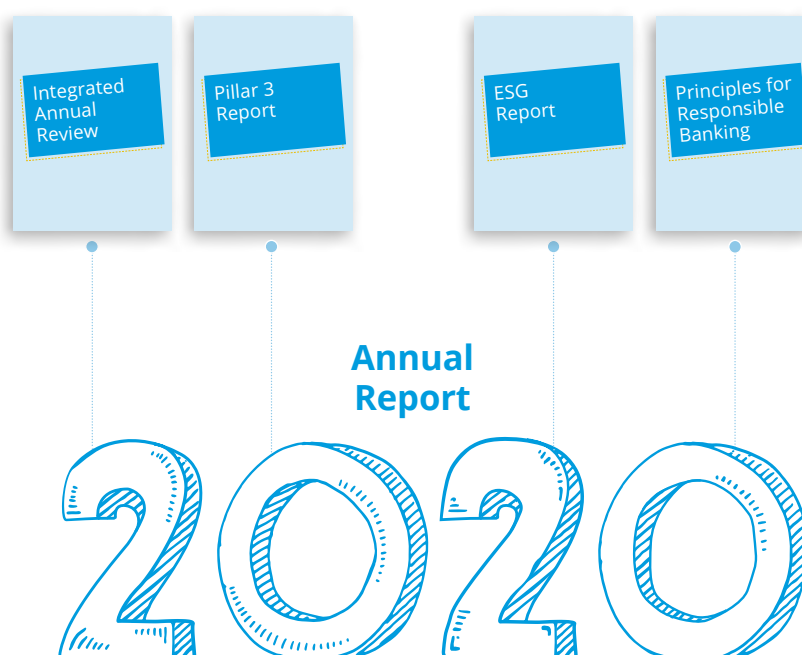 Integrated
Annual
Review
Pillar 3
Report
ESG
Report
Principles for
Responsible
Banking
Annual
Report
2020